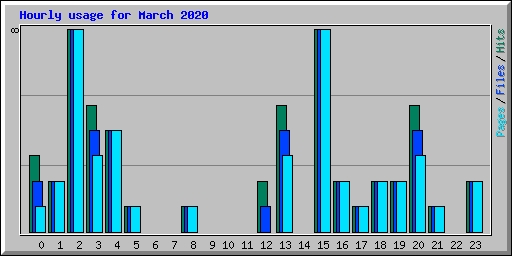 Hourly usage for March 2020
8
Pages / Files / Hits
0 1 2 3 4 5 6 7 8 9 10 11 12 13 14 15 16 17 18 19 20 21 22 23